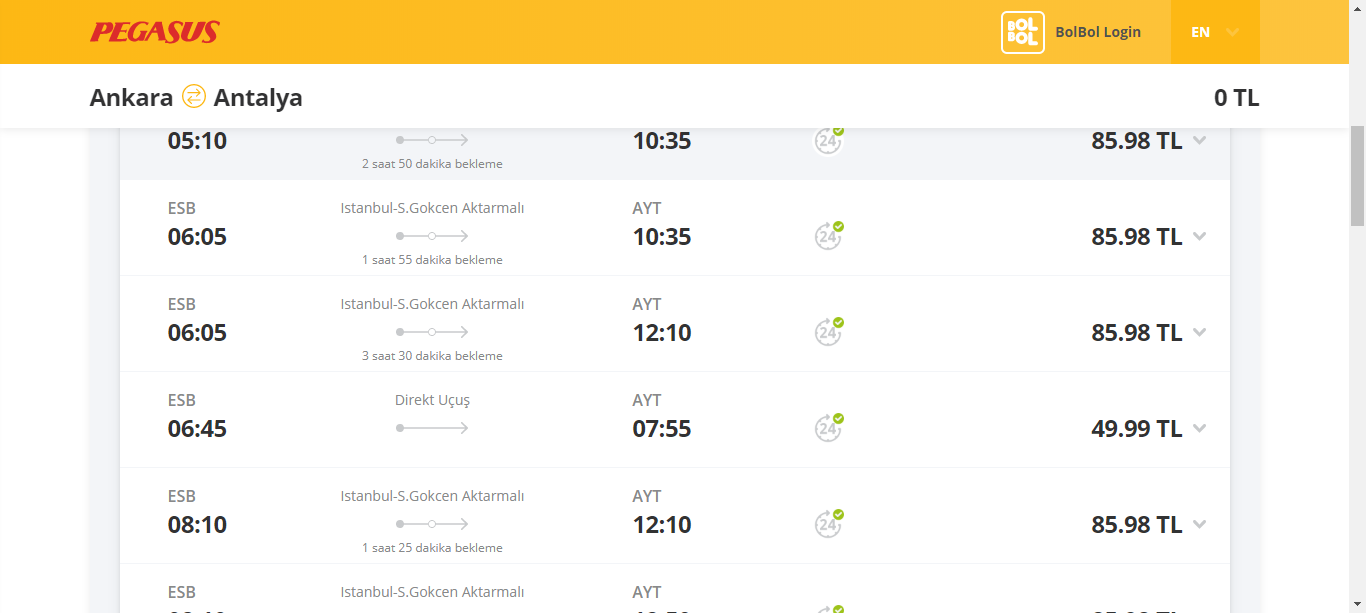 PEGASUS
BOL BOL
BolBol Login
EN
Ankara Antalya
0 TL
05:10
2 saat 50 dakika bekleme
10:35
24
85.98 TL
ESB
Istanbul-S.Gokcen Aktarmalı
AYT
06:05
10:35
24
85.98 TL
1 saat 55 dakika bekleme
ESB
Istanbul-S.Gokcen Aktarmalı
AYT
06:05
12:10
24
85.98 TL
3 saat 30 dakika bekleme
ESB
Direkt Uçuş
AYT
06:45
07:55
24
49.99 TL
ESB
Istanbul-S.Gokcen Aktarmalı
AYT
08:10
12:10
24
85.98 TL
1 saat 25 dakika bekleme
ESB
Istanbul-S.Gokcen Aktarmalı
AYT